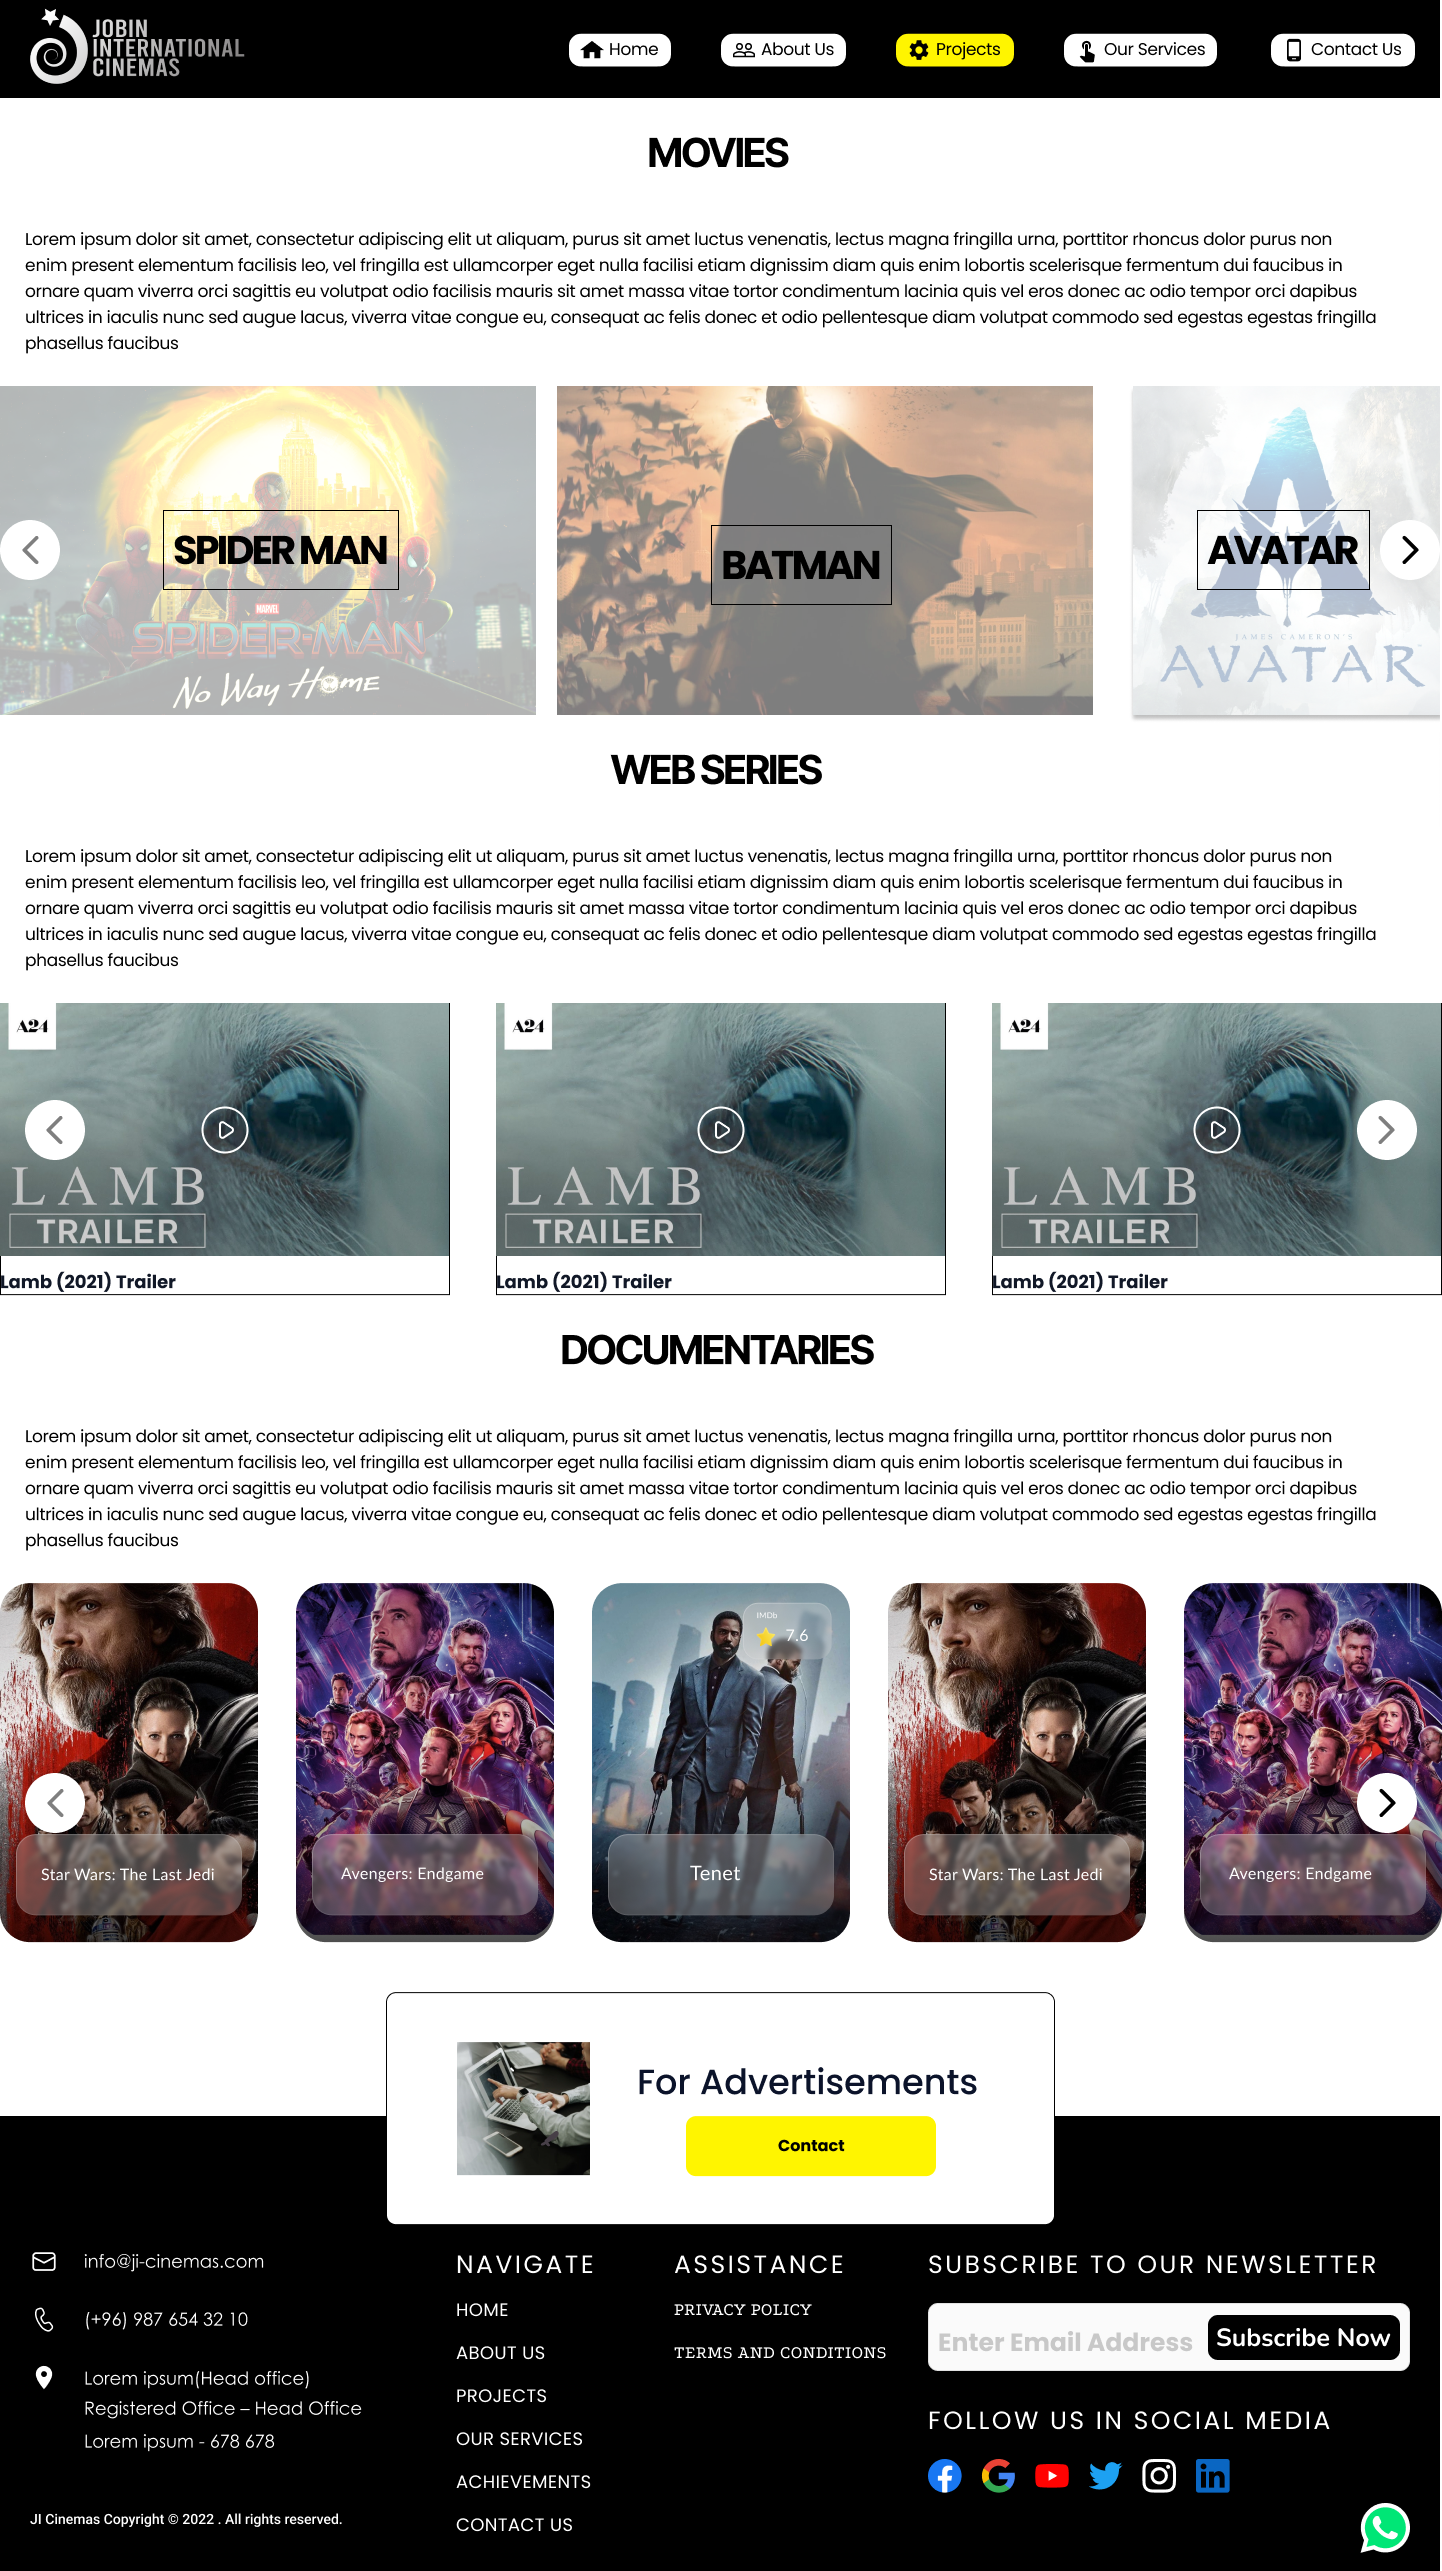 JOBIN
INTERNATIONAL
CINEMAS
Home
About Us
Projects
Our Services
Contact Us
MOVIES
Lorem ipsum dolor sit amet, consectetur adipiscing elit ut aliquam, purus sit amet luctus venenatis, lectus magna fringilla urna, porttitor rhoncus dolor purus non
enim present elementum facilisis leo, vel fringilla est ullamcorper eget nulla facilisi etiam dignissim diam quis enim lobortis scelerisque fermentum dui faucibus in
ornare quam viverra orci sagittis eu volutpat odio facilisis mauris sit amet massa vitae tortor condimentum lacinia quis vel eros donec ac odio tempor orci dapibus
ultrices in iaculis nunc sed augue lacus, viverra vitae congue eu, consequat ac felis donec et odio pellentesque diam volutpat commodo sed egestas egestas fringilla
phasellus faucibus
SPIDER MAN
MARVEL
SPIDER-MAN
No Way Home
BATMAN
AVATAR
JAMES CAMERON'S
AVATAR
WEB SERIES
Lorem ipsum dolor sit amet, consectetur adipiscing elit ut aliquam, purus sit amet luctus venenatis, lectus magna fringilla urna, porttitor rhoncus dolor purus non
enim present elementum facilisis leo, vel fringilla est ullamcorper eget nulla facilisi etiam dignissim diam quis enim lobortis scelerisque fermentum dui faucibus in
ornare quam viverra orci sagittis eu volutpat odio facilisis mauris sit amet massa vitae tortor condimentum lacinia quis vel eros donec ac odio tempor orci dapibus
ultrices in iaculis nunc sed augue lacus, viverra vitae congue eu, consequat ac felis donec et odio pellentesque diam volutpat commodo sed egestas egestas fringilla
phasellus faucibus
A24
LAMB
TRAILER
Lamb (2021) Trailer
A24
LAMB
TRAILER
Lamb (2021) Trailer
A24
LAMB
TRAILER
Lamb (2021) Trailer
DOCUMENTARIES
Lorem ipsum dolor sit amet, consectetur adipiscing elit ut aliquam, purus sit amet luctus venenatis, lectus magna fringilla urna, porttitor rhoncus dolor purus non
enim present elementum facilisis leo, vel fringilla est ullamcorper eget nulla facilisi etiam dignissim diam quis enim lobortis scelerisque fermentum dui faucibus in
ornare quam viverra orci sagittis eu volutpat odio facilisis mauris sit amet massa vitae tortor condimentum lacinia quis vel eros donec ac odio tempor orci dapibus
ultrices in iaculis nunc sed augue lacus, viverra vitae congue eu, consequat ac felis donec et odio pellentesque diam volutpat commodo sed egestas egestas fringilla
phasellus faucibus
Star Wars: The Last Jedi
Avengers: Endgame
IMDb
7.6
Tenet
Star Wars: The Last Jedi
Avengers: Endgame
For Advertisements
Contact
info@ji-cinemas.com
(+96) 987 654 32 10
Lorem ipsum(Head office)
Registered Office – Head Office
Lorem ipsum - 678 678
JI Cinemas Copyright © 2022 . All rights reserved.
NAVIGATE
HOME
ABOUT US
PROJECTS
OUR SERVICES
ACHIEVEMENTS
CONTACT US
ASSISTANCE
PRIVACY POLICY
TERMS AND CONDITIONS
SUBSCRIBE TO OUR NEWSLETTER
Enter Email Address
Subscribe Now
FOLLOW US IN SOCIAL MEDIA